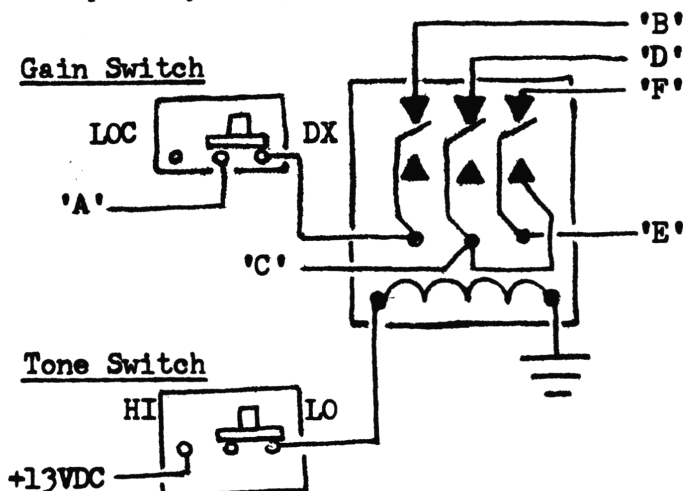 'B'
'D'
Gain Switch
'F'
LOC
DX
'A'
'E'
'C'
Tone Switch
HI
LO
+13VDC